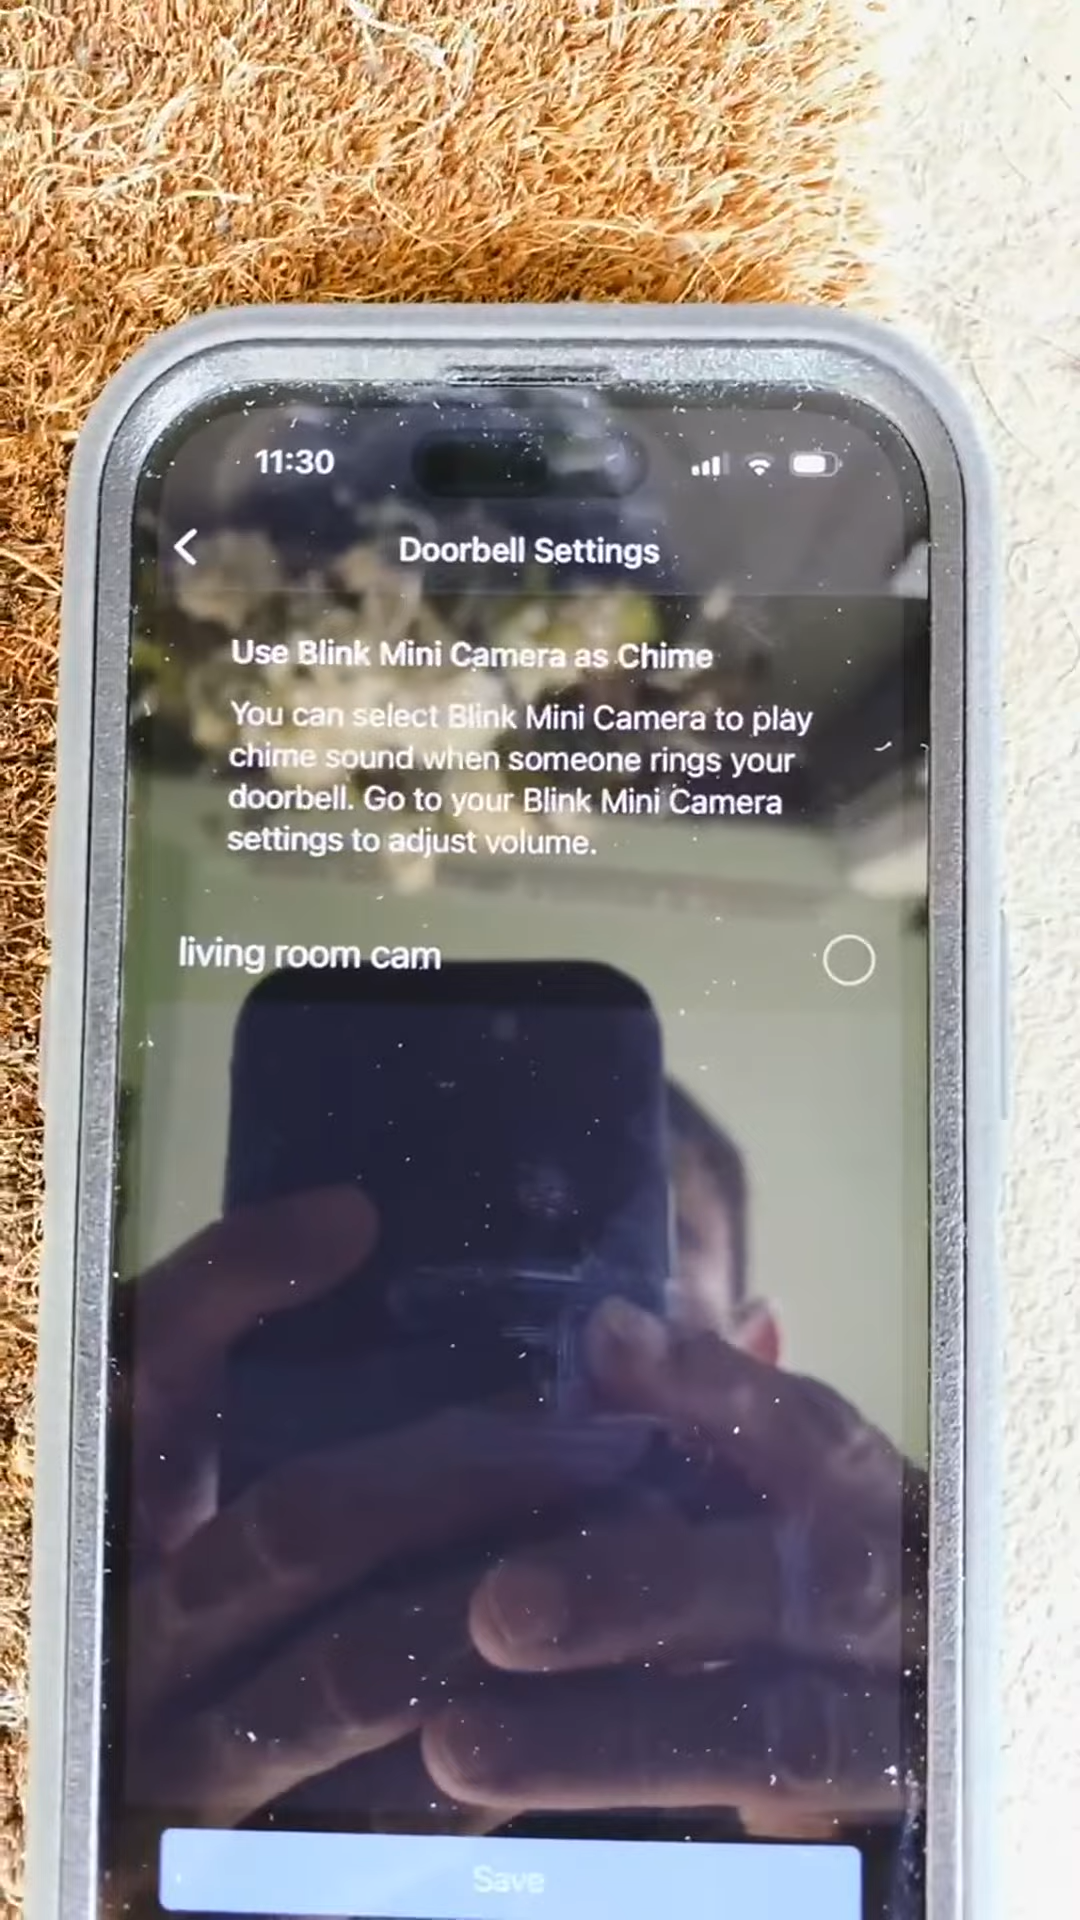 11:30
Doorbell Settings
Use Blink Mini Camera as Chime
You can select Blink Mini Camera to play
chime sound when someone rings your
doorbell. Go to your Blink Mini Camera
settings to adjust volume.
living room cam
Save